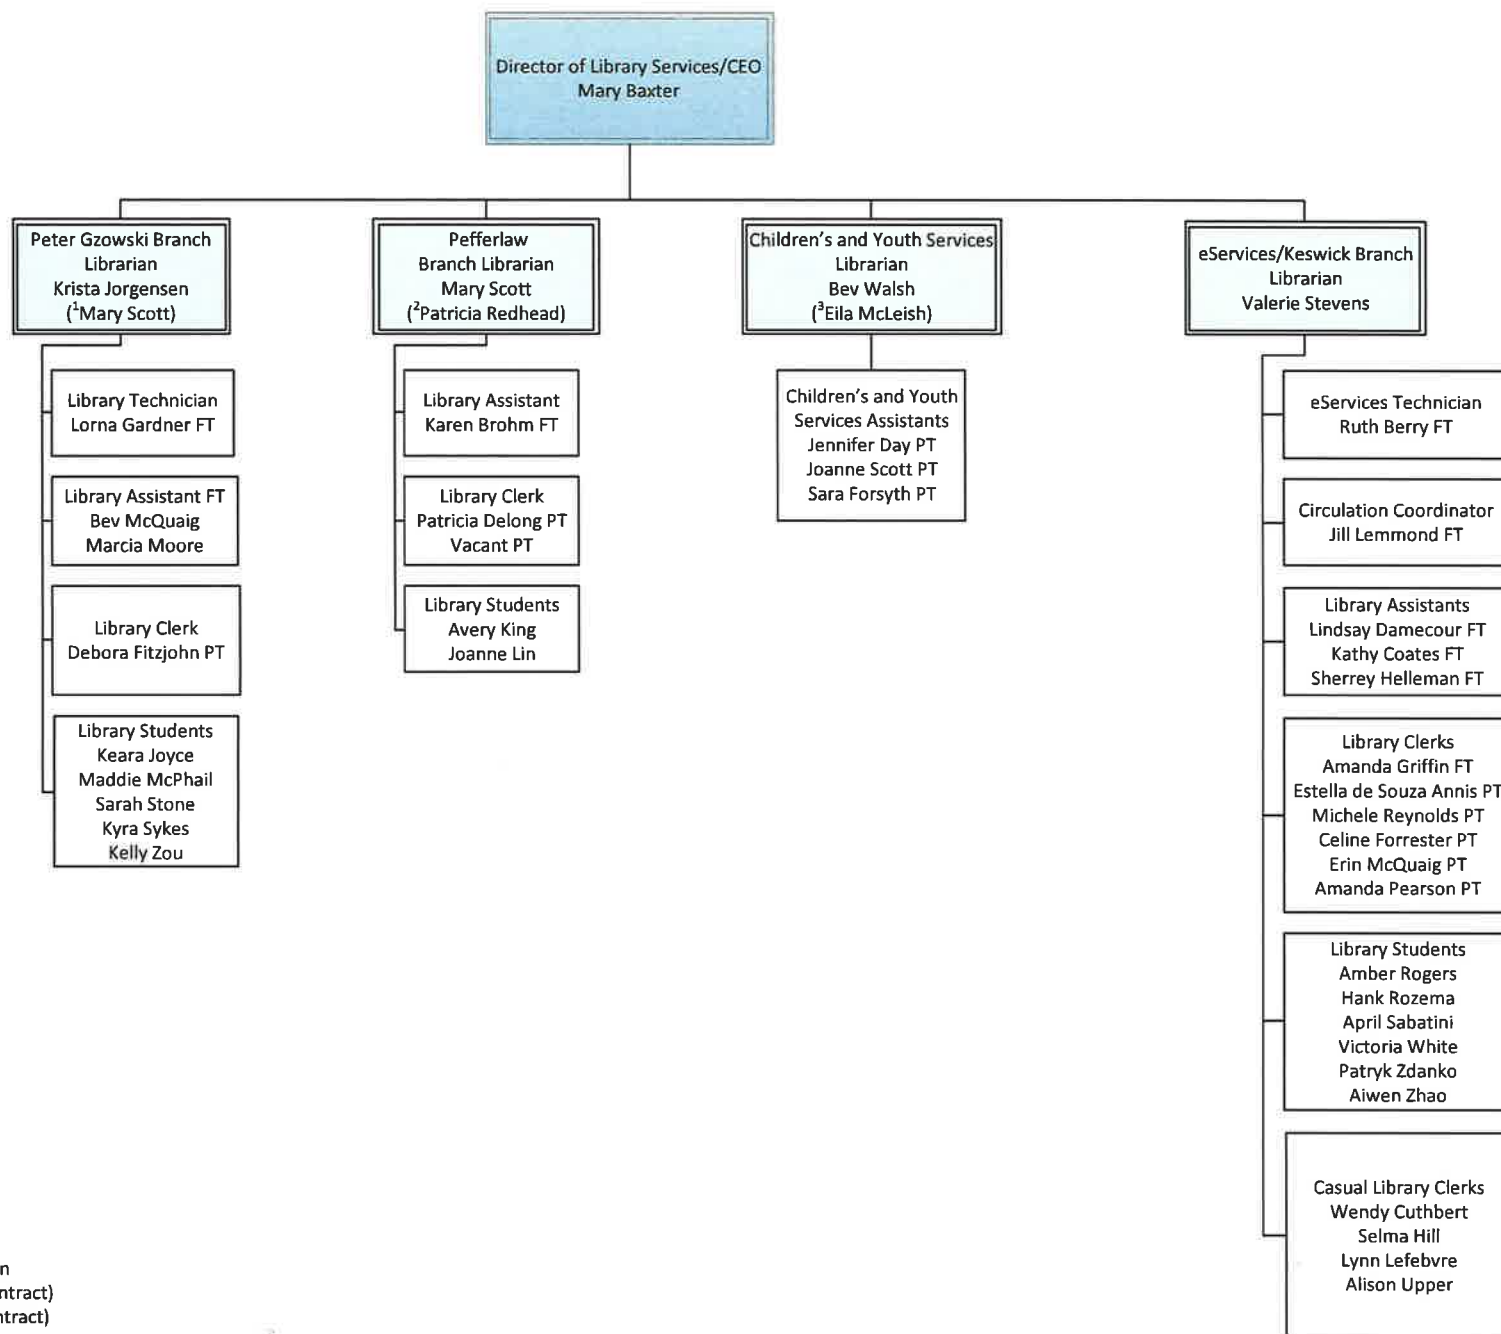 Director of Library Services/CEO
Mary Baxter
Peter Gzowski Branch
Librarian
Krista Jorgensen
(¹Mary Scott)
Library Technician
Lorna Gardner FT
Library Assistant FT
Bev McQuaig
Marcia Moore
Library Clerk
Debora Fitzjohn PT
Library Students
Keara Joyce
Maddie McPhail
Sarah Stone
Kyra Sykes
Kelly Zou
Pefferlaw
Branch Librarian
Mary Scott
(²Patricia Redhead)
Library Assistant
Karen Brohm FT
Library Clerk
Patricia Delong PT
Vacant PT
Library Students
Avery King
Joanne Lin
Children's and Youth Services
Librarian
Bev Walsh
(³Eila McLeish)
Children's and Youth
Services Assistants
Jennifer Day PT
Joanne Scott PT
Sara Forsyth PT
eServices/Keswick Branch
Librarian
Valerie Stevens
eServices Technician
Ruth Berry FT
Circulation Coordinator
Jill Lemmond FT
Library Assistants
Lindsay Damecour FT
Kathy Coates FT
Sherrey Helleman FT
Library Clerks
Amanda Griffin FT
Estella de Souza Annis PT
Michele Reynolds PT
Celine Forrester PT
Erin McQuaig PT
Amanda Pearson PT
Library Students
Amber Rogers
Hank Rozema
April Sabatini
Victoria White
Patryk Zdanko
Aiwen Zhao
Casual Library Clerks
Wendy Cuthbert
Selma Hill
Lynn Lefebvre
Alison Upper
n
ntract)
ntract)